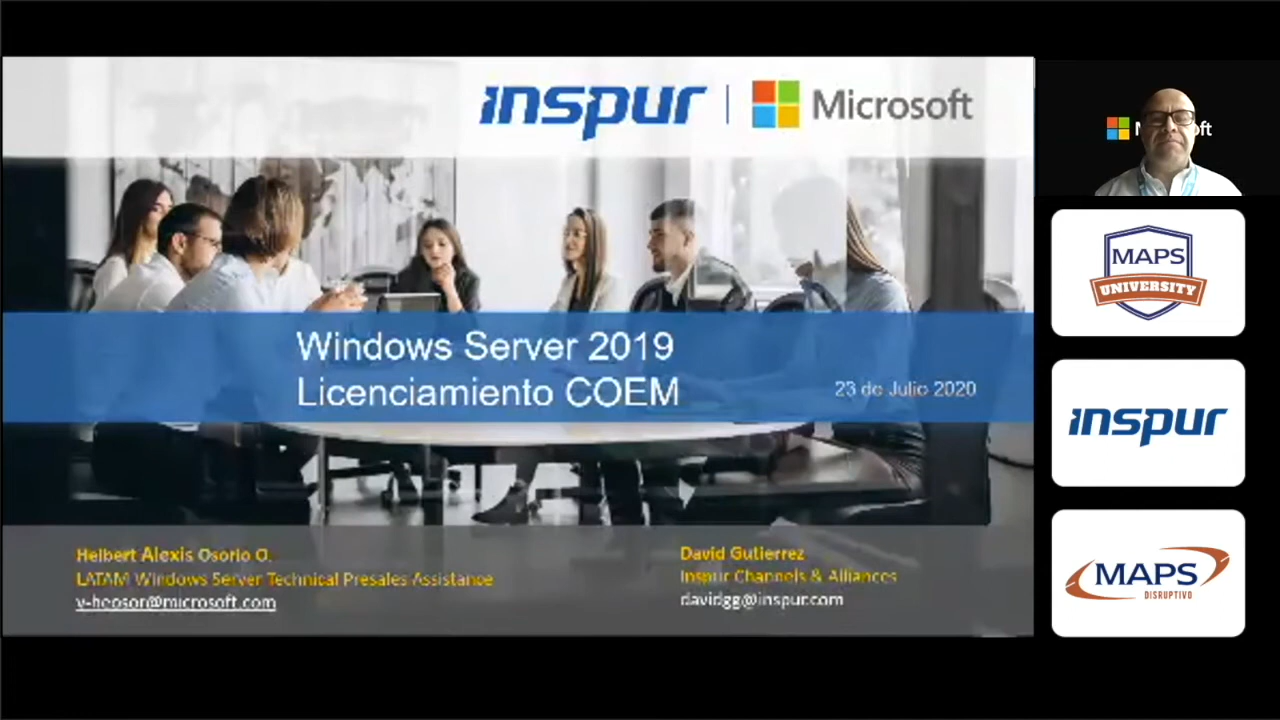 inspur | Microsoft
Windows Server 2019
Licenciamiento COEM
23 de Julio 2020
Helbert Alexis Osorio O.
LATAM Windows Server Technical Presales Assistance
v-heosor@microsoft.com
David Gutierrez
Inspur Channels & Alliances
davidgg@inspur.com
MAPS
UNIVERSITY
inspur
MAPS
DISRUPTIVO